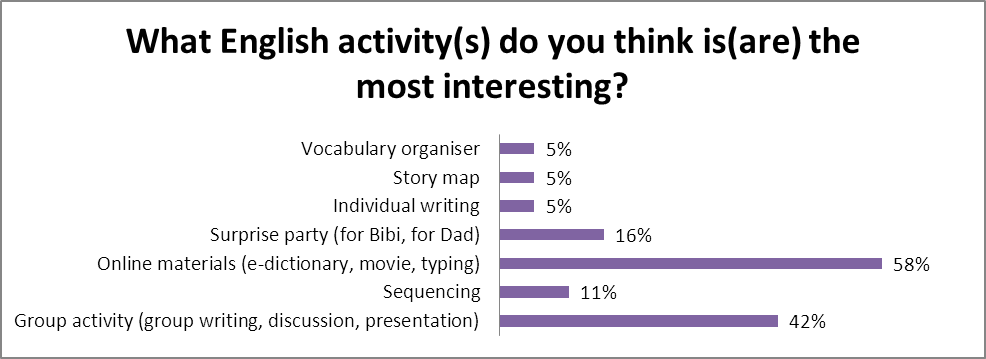 What English activity(s) do you think is(are) the
most interesting?
Vocabulary organiser 5%
Story map 5%
Individual writing 5%
Surprise party (for Bibi, for Dad) 16%
Online materials (e-dictionary, movie, typing) 58%
Sequencing 11%
Group activity (group writing, discussion, presentation) 42%